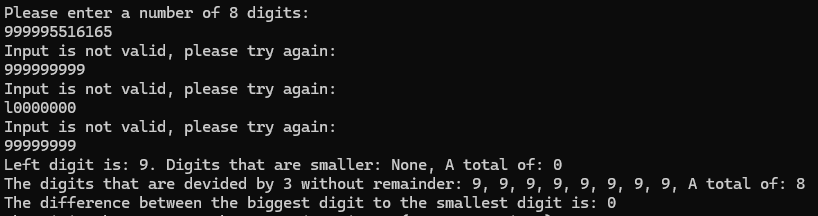 Please enter a number of 8 digits:
999995516165
Input is not valid, please try again:
999999999
Input is not valid, please try again:
l0000000
Input is not valid, please try again:
99999999
Left digit is: 9. Digits that are smaller: None, A total of: 0
The digits that are devided by 3 without remainder: 9, 9, 9, 9, 9, 9, 9, 9, A total of: 8
The difference between the biggest digit to the smallest digit is: 0